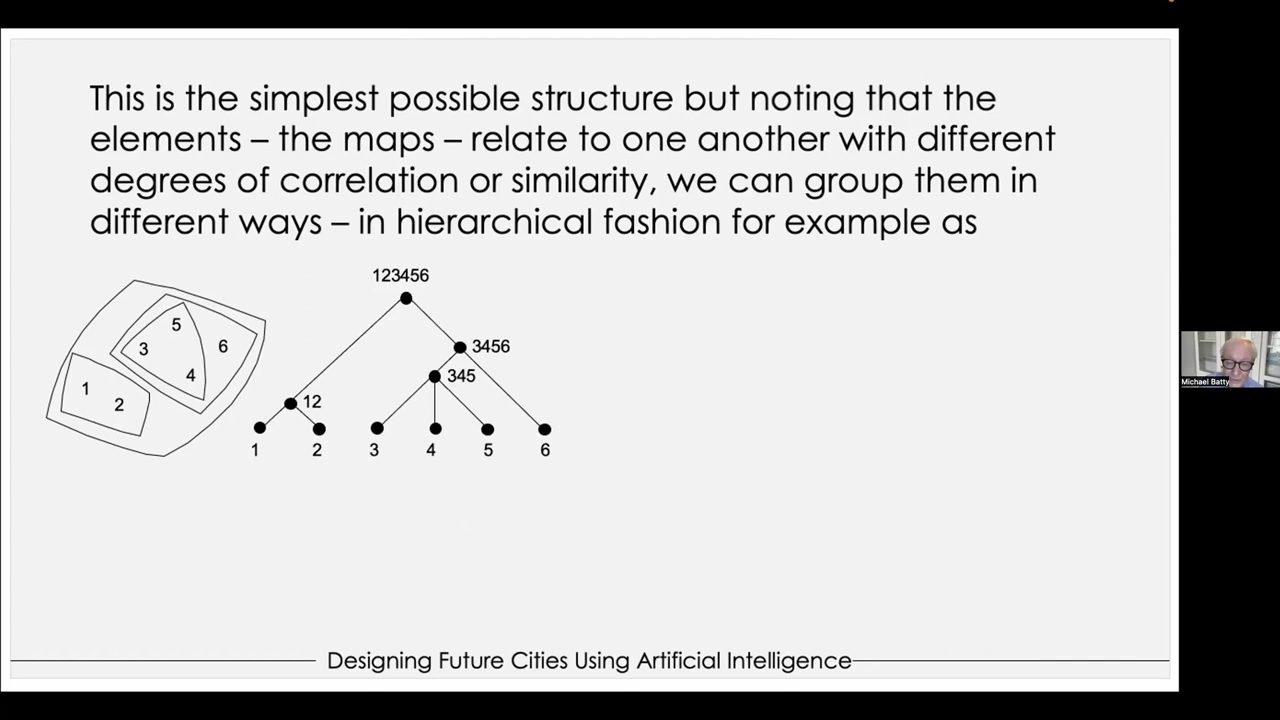 This is the simplest possible structure but noting that the
elements – the maps – relate to one another with different
degrees of correlation or similarity, we can group them in
different ways – in hierarchical fashion for example as
123456
5
3
6
4
1
2
3456
345
12
1 2 3 4 5 6
Michael Batty
Designing Future Cities Using Artificial Intelligence